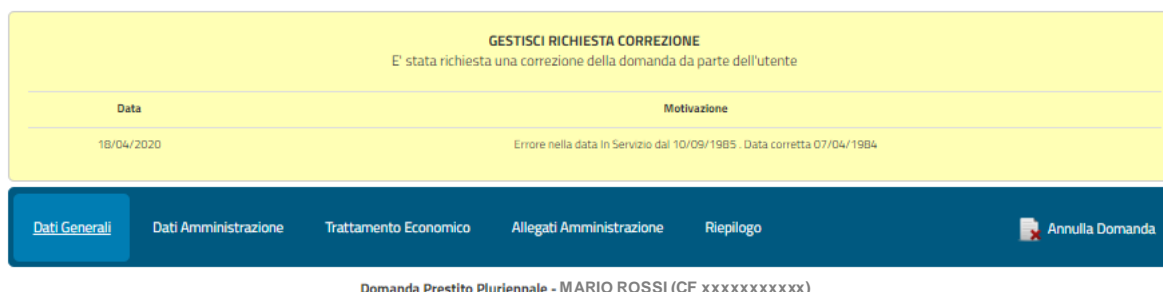 GESTISCI RICHIESTA CORREZIONE
E' stata richiesta una correzione della domanda da parte dell'utente
Data Motivazione
18/04/2020 Errore nella data In Servizio dal 10/09/1985 . Data corretta 07/04/1984
Dati Generali Dati Amministrazione Trattamento Economico Allegati Amministrazione Riepilogo Annulla Domanda
Domanda Prestito Pluriennale - MARIO ROSSI (CF xxxxxxxxxxx)